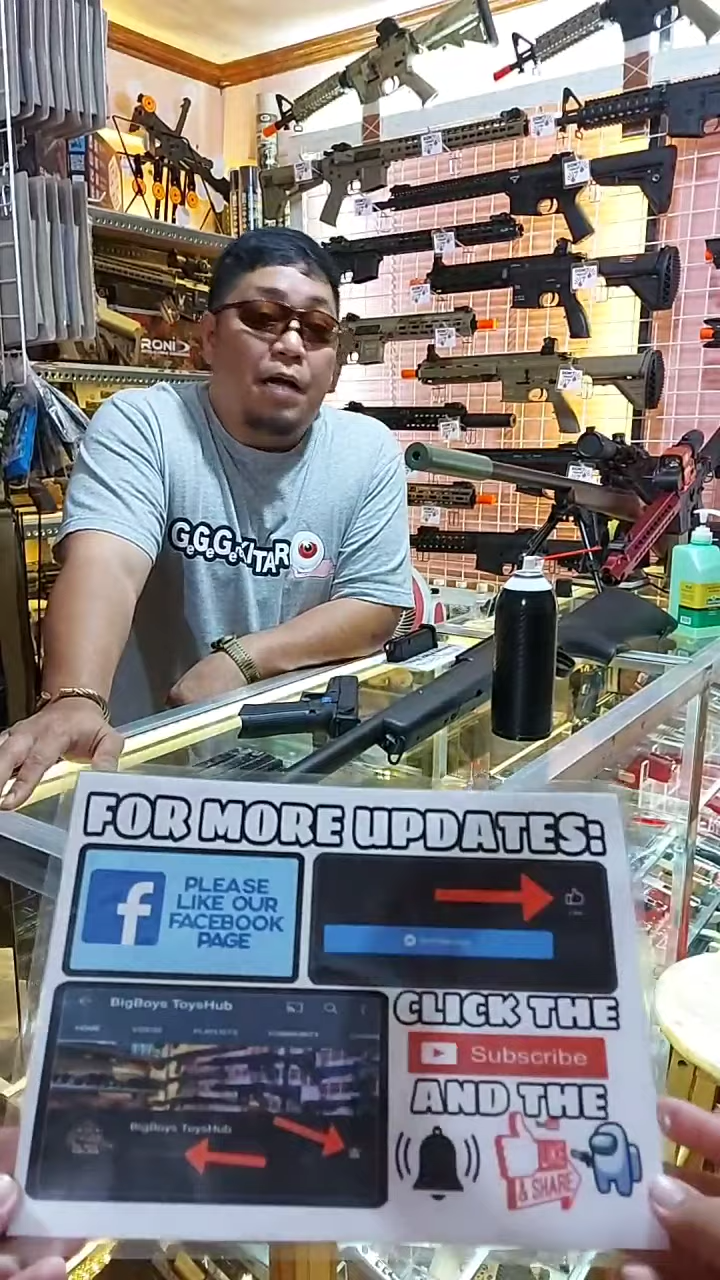 RONI
GeGeGeKITARO
FOR MORE UPDATES:
PLEASE
LIKE OUR
FACEBOOK
PAGE
BigBoys ToysHub
HOME VIDEOS PLAYLISTS COMMUNITY
BigBoys ToysHub
CLICK THE
Subscribe
AND THE
LIKE
& SHARE